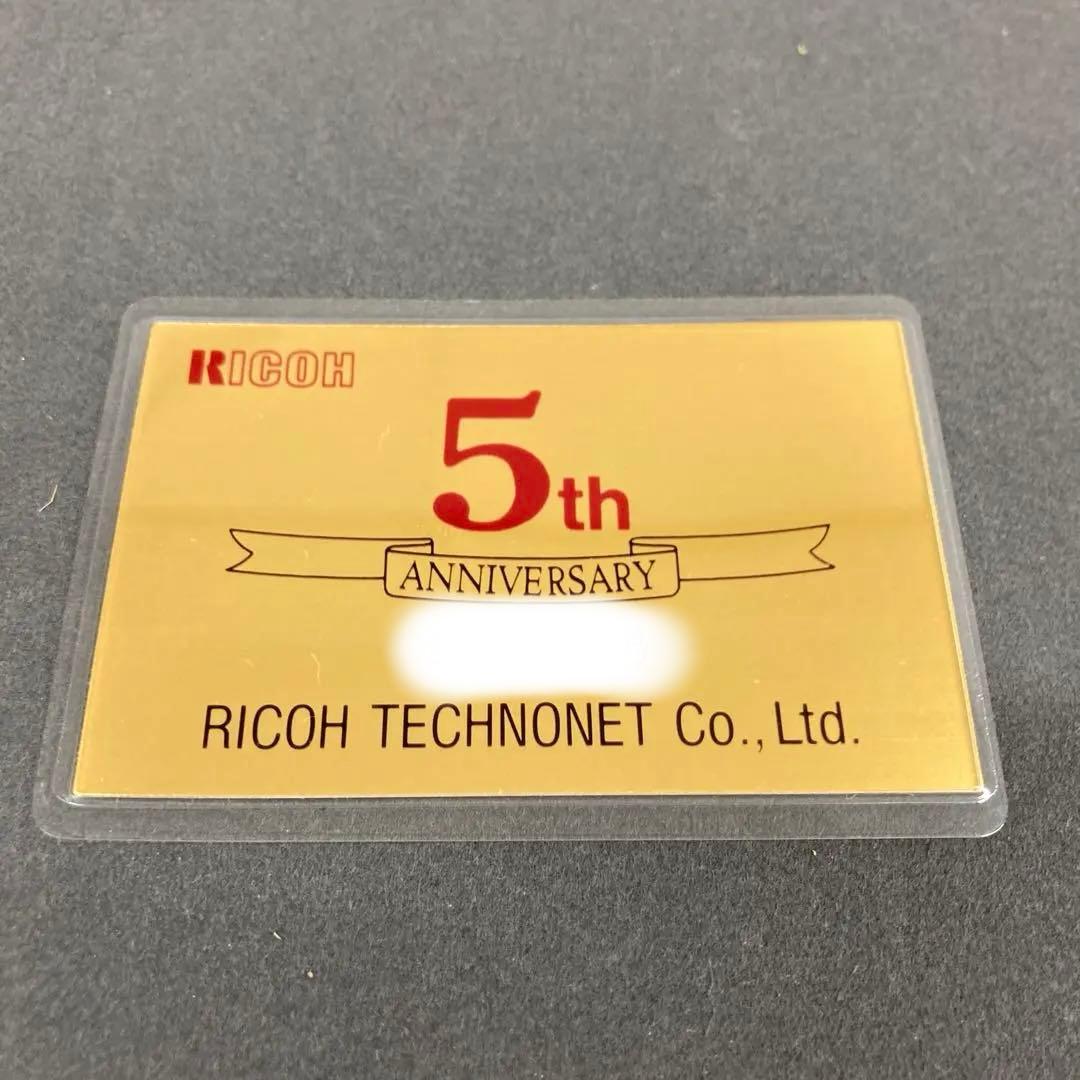 RICOH
5th
ANNIVERSARY
RICOH TECHNONET Co., Ltd.